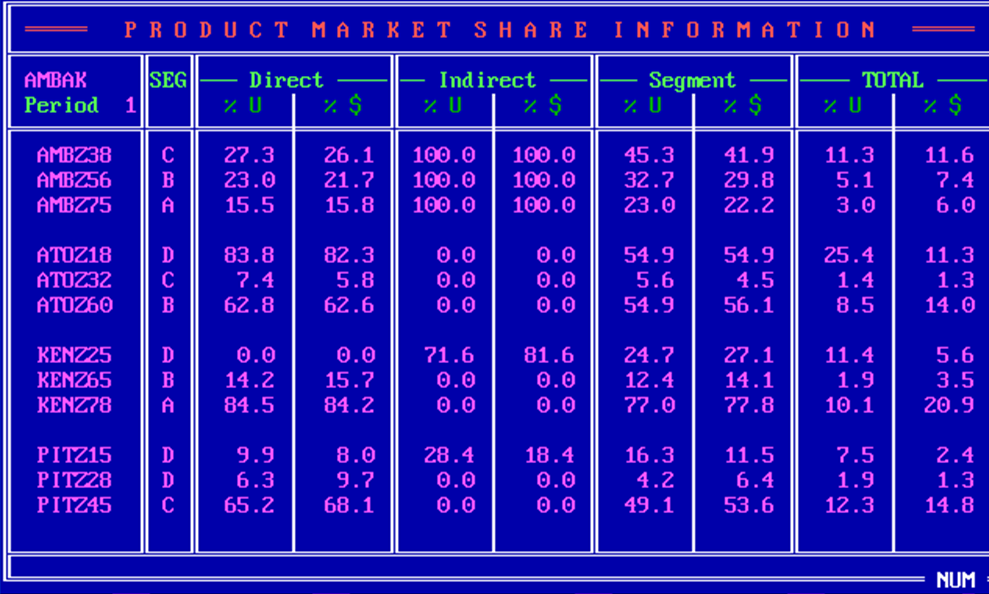 PRODUCT MARKET SHARE INFORMATION
AMBAK SEG Direct Indirect Segment TOTAL
Period 1 % U % $ % U % $ % U % $ % U % $
AMBZ38 C 27.3 26.1 100.0 100.0 45.3 41.9 11.3 11.6
AMBZ56 B 23.0 21.7 100.0 100.0 32.7 29.8 5.1 7.4
AMBZ75 A 15.5 15.8 100.0 100.0 23.0 22.2 3.0 6.0
ATOZ18 D 83.8 82.3 0.0 0.0 54.9 54.9 25.4 11.3
ATOZ32 C 7.4 5.8 0.0 0.0 5.6 4.5 1.4 1.3
ATOZ60 B 62.8 62.6 0.0 0.0 54.9 56.1 8.5 14.0
KENZ25 D 0.0 0.0 71.6 81.6 24.7 27.1 11.4 5.6
KENZ65 B 14.2 15.7 0.0 0.0 12.4 14.1 1.9 3.5
KENZ78 A 84.5 84.2 0.0 0.0 77.0 77.8 10.1 20.9
PITZ15 D 9.9 8.0 28.4 18.4 16.3 11.5 7.5 2.4
PITZ28 D 6.3 9.7 0.0 0.0 4.2 6.4 1.9 1.3
PITZ45 C 65.2 68.1 0.0 0.0 49.1 53.6 12.3 14.8
NUM